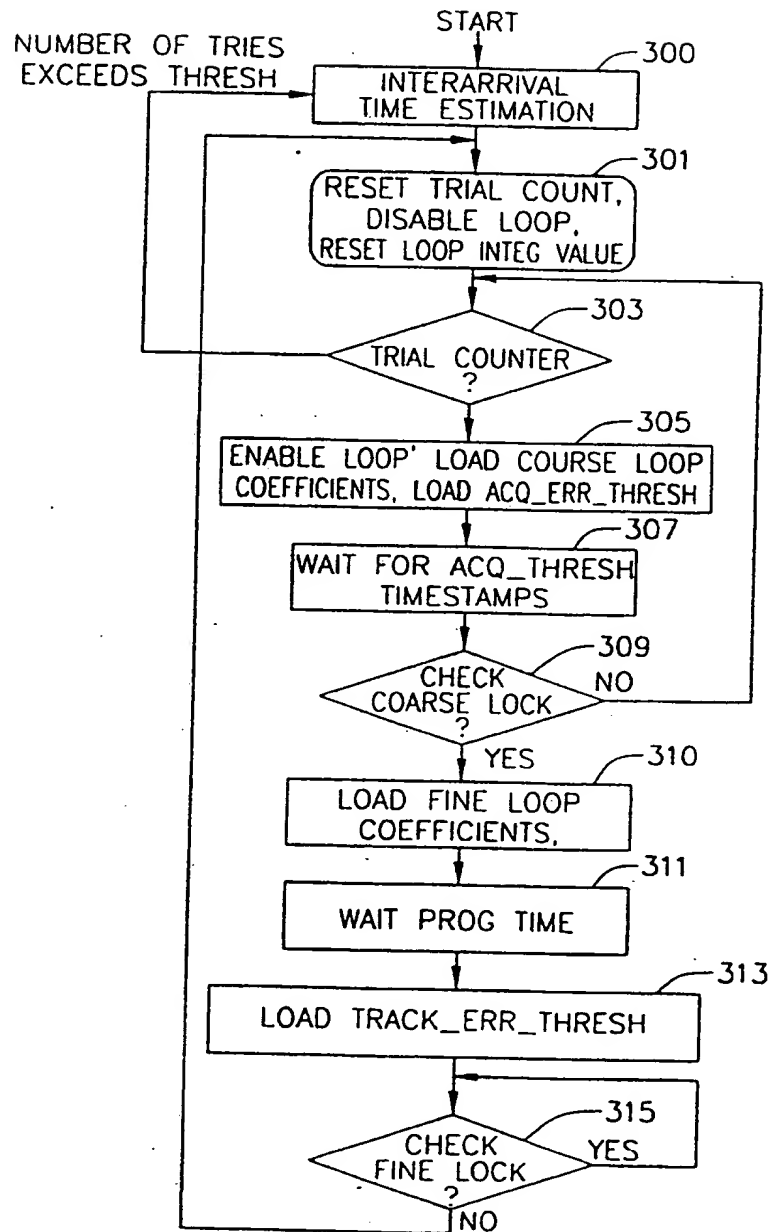 START
NUMBER OF TRIES
EXCEEDS THRESH
300
INTERARRIVAL
TIME ESTIMATION
301
RESET TRIAL COUNT,
DISABLE LOOP,
RESET LOOP INTEG VALUE
303
TRIAL COUNTER
?
305
ENABLE LOOP' LOAD COURSE LOOP
COEFFICIENTS, LOAD ACQ_ERR_THRESH
307
WAIT FOR ACQ_THRESH
TIMESTAMPS
309
CHECK
COARSE LOCK
?
NO
YES
310
LOAD FINE LOOP
COEFFICIENTS,
311
WAIT PROG TIME
313
LOAD TRACK_ERR_THRESH
315
CHECK
FINE LOCK
?
YES
NO